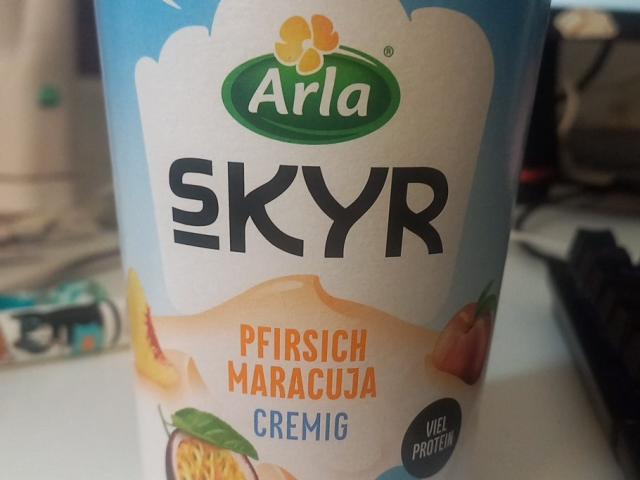 Arla®
SKYR
PFIRSICH
MARACUJA
CREMIG
VIEL
PROTEIN